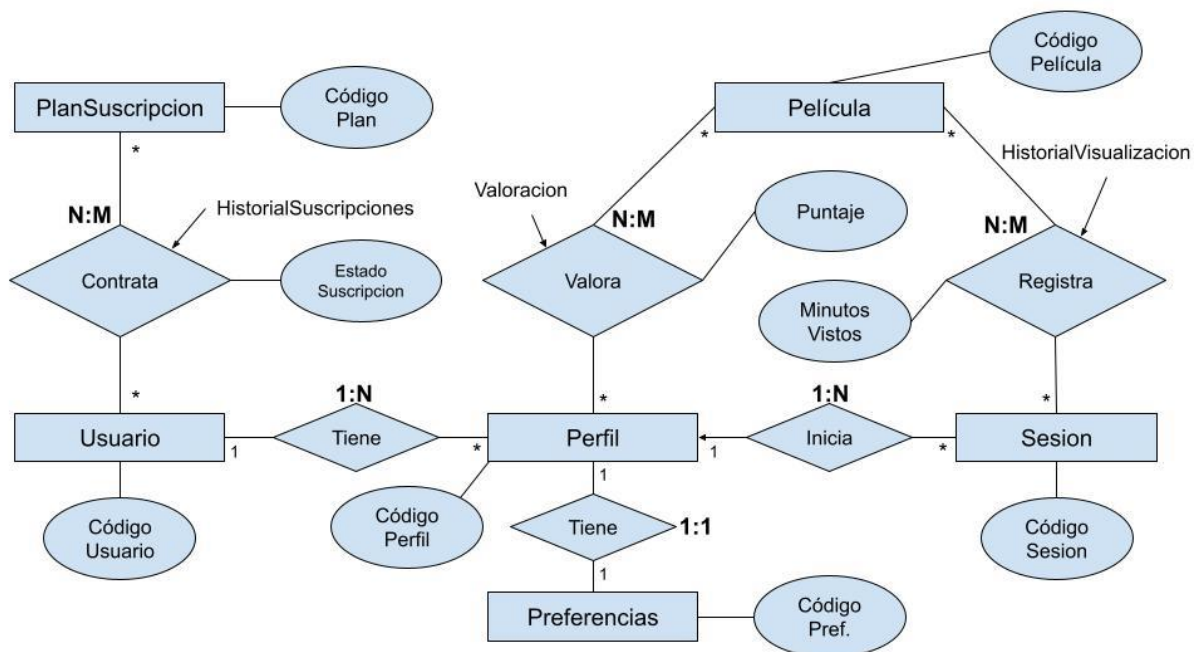 Código
Película
PlanSuscripcion
Código
Plan
Película
*
*
*
HistorialVisualizacion
Valoracion
HistorialSuscripciones
Puntaje
N:M
N:M
N:M
Contrata
Estado
Suscripcion
Valora
Registra
Minutos
Vistos
*
*
*
1:N
1:N
Usuario
1
Tiene
*
Perfil
1
Inicia
*
Sesion
1
Código
Usuario
Código
Perfil
Tiene
1:1
Código
Sesion
1
Preferencias
Código
Pref.